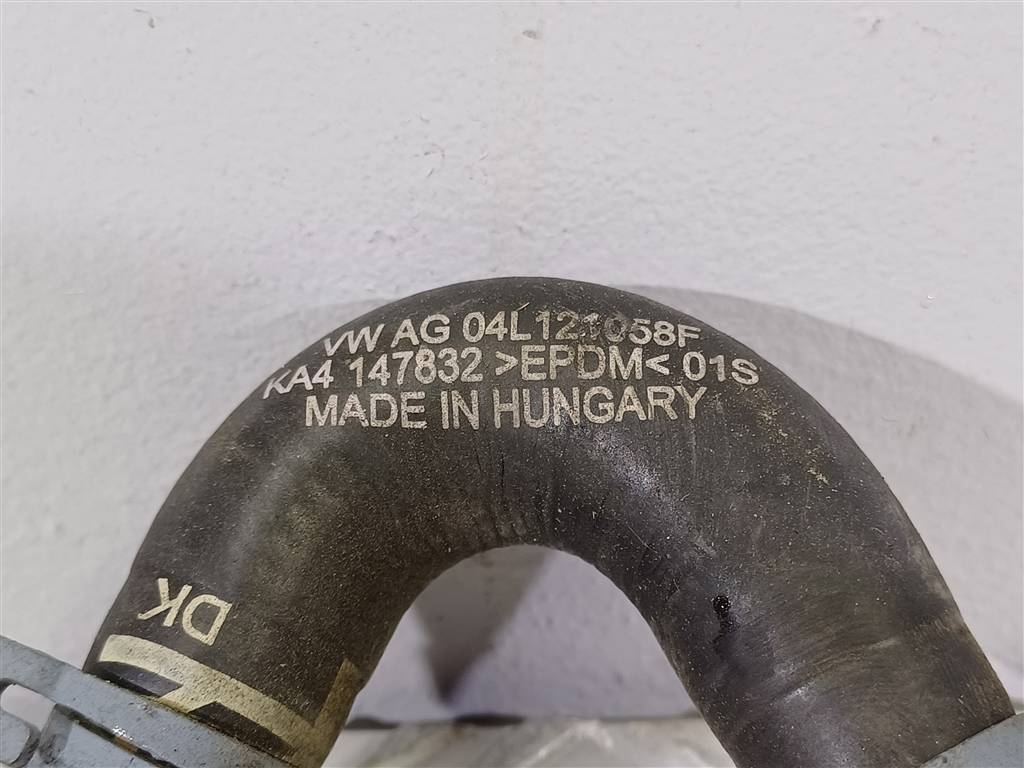 VW AG 04L121058F
KA4 147832 >EPDM< 01S
MADE IN HUNGARY
DK